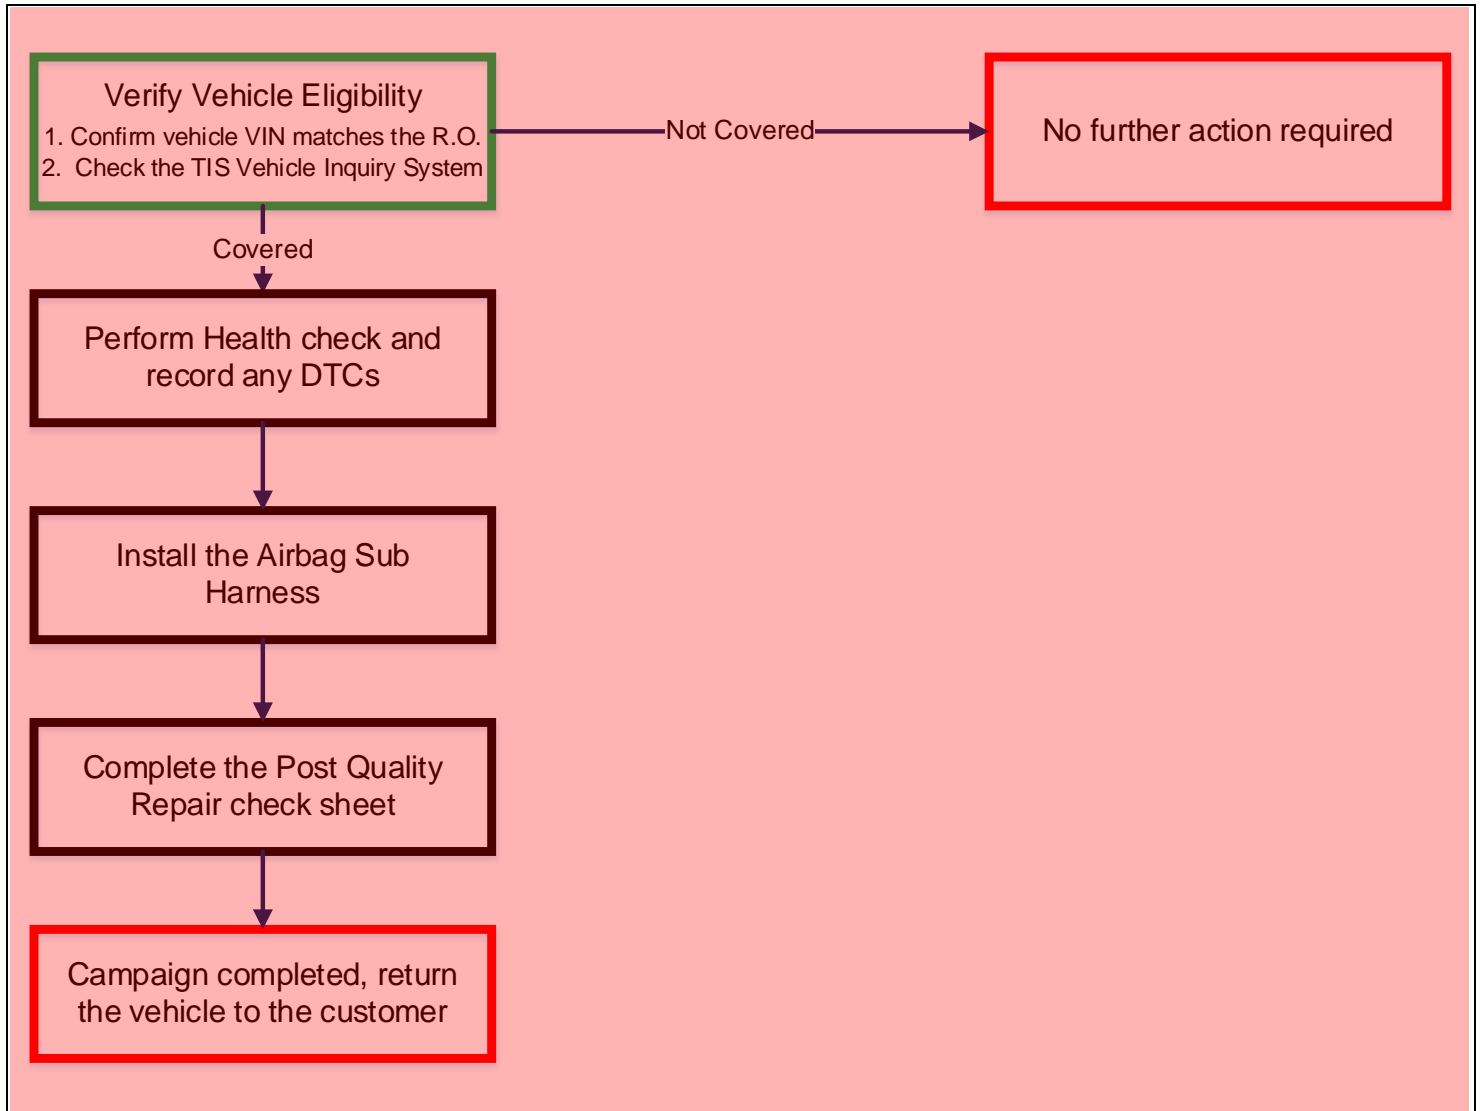 Verify Vehicle Eligibility
1. Confirm vehicle VIN matches the R.O.
2. Check the TIS Vehicle Inquiry System
Not Covered
No further action required
Covered
Perform Health check and
record any DTCs
Install the Airbag Sub
Harness
Complete the Post Quality
Repair check sheet
Campaign completed, return
the vehicle to the customer